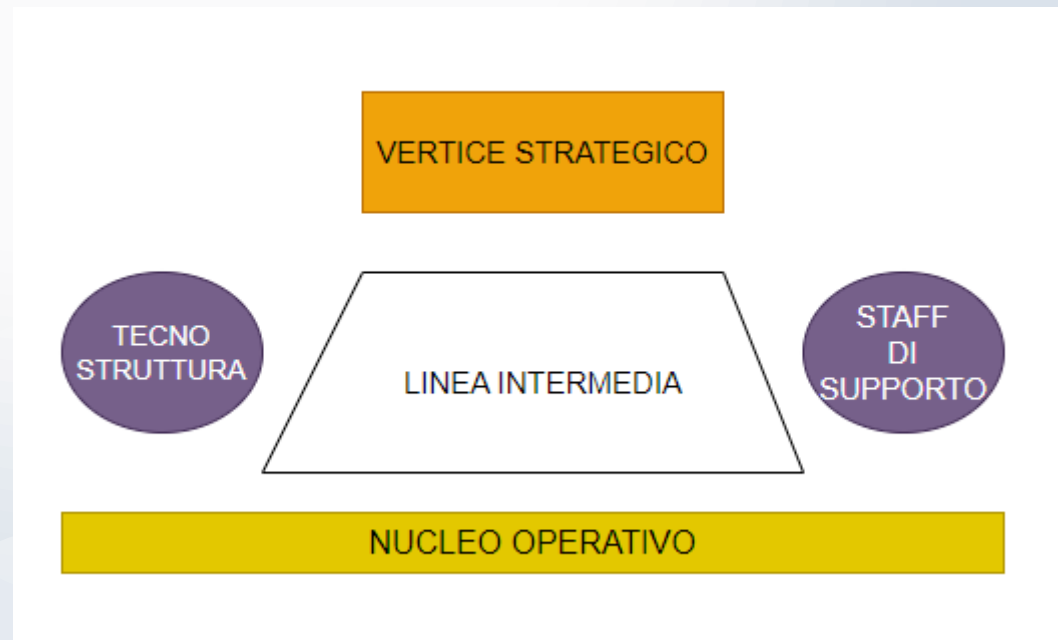 VERTICE STRATEGICO
TECNO
STRUTTURA
LINEA INTERMEDIA
STAFF
DI
SUPPORTO
NUCLEO OPERATIVO